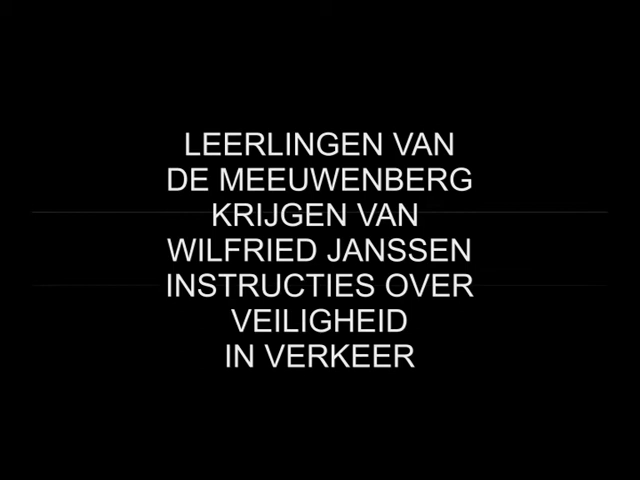 LEERLINGEN VAN
DE MEEUWENBERG
KRIJGEN VAN
WILFRIED JANSSEN
INSTRUCTIES OVER
VEILIGHEID
IN VERKEER